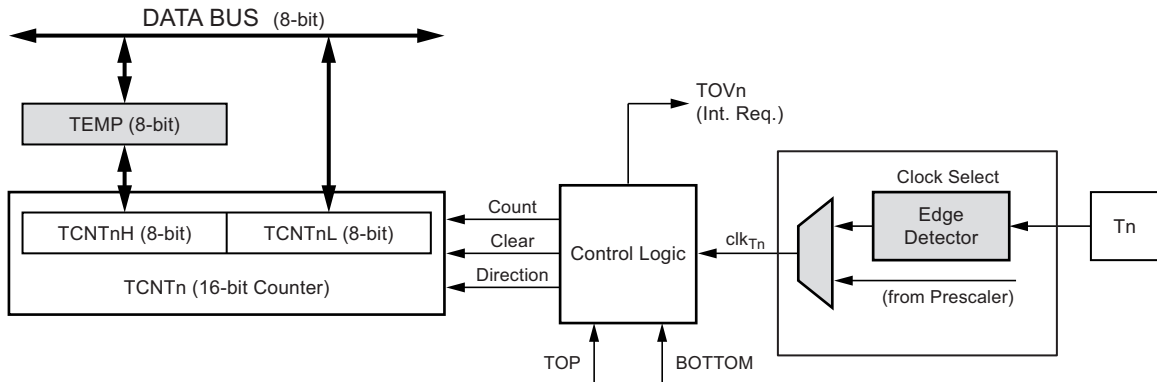 DATA BUS (8-bit)
TEMP (8-bit)
TCNTnH (8-bit)
TCNTnL (8-bit)
TCNTn (16-bit Counter)
Count
Clear
Direction
TOVn
(Int. Req.)
Control Logic
TOP
BOTTOM
clkTn
Clock Select
Edge
Detector
(from Prescaler)
Tn